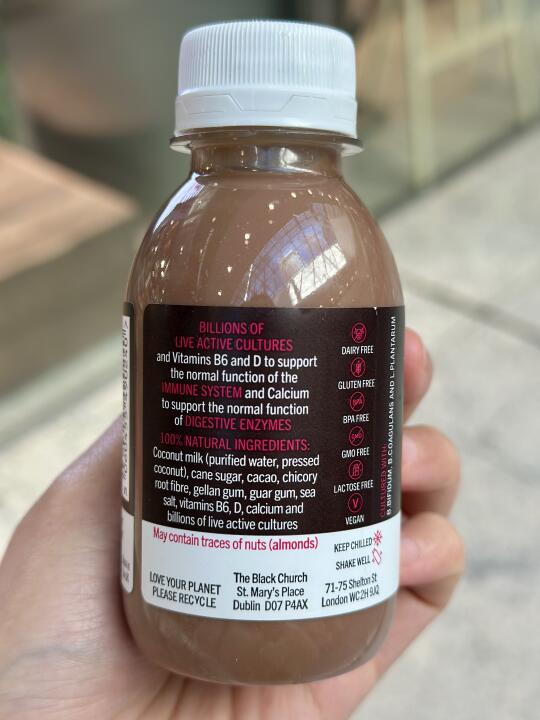 BILLIONS OF
LIVE ACTIVE CULTURES
and Vitamins B6 and D to support
the normal function of the
IMMUNE SYSTEM and Calcium
to support the normal function
of DIGESTIVE ENZYMES
100% NATURAL INGREDIENTS:
Coconut milk (purified water, pressed
coconut), cane sugar, cacao, chicory
root fibre, gellan gum, guar gum, sea
salt, vitamins B6, D, calcium and
billions of live active cultures
May contain traces of nuts (almonds)
LOVE YOUR PLANET
PLEASE RECYCLE
The Black Church
St. Mary's Place
Dublin D07 P4AX
DAIRY FREE
GLUTEN FREE
BPA
BPA FREE
GMO
GMO FREE
LACTOSE FREE
V
VEGAN
KEEP CHILLED
SHAKE WELL
71-75 Shelton St
London WC2H 9JQ
CULTURED WITH
B.BIFIDUM, B.COAGULANS AND L-PLANTARUM